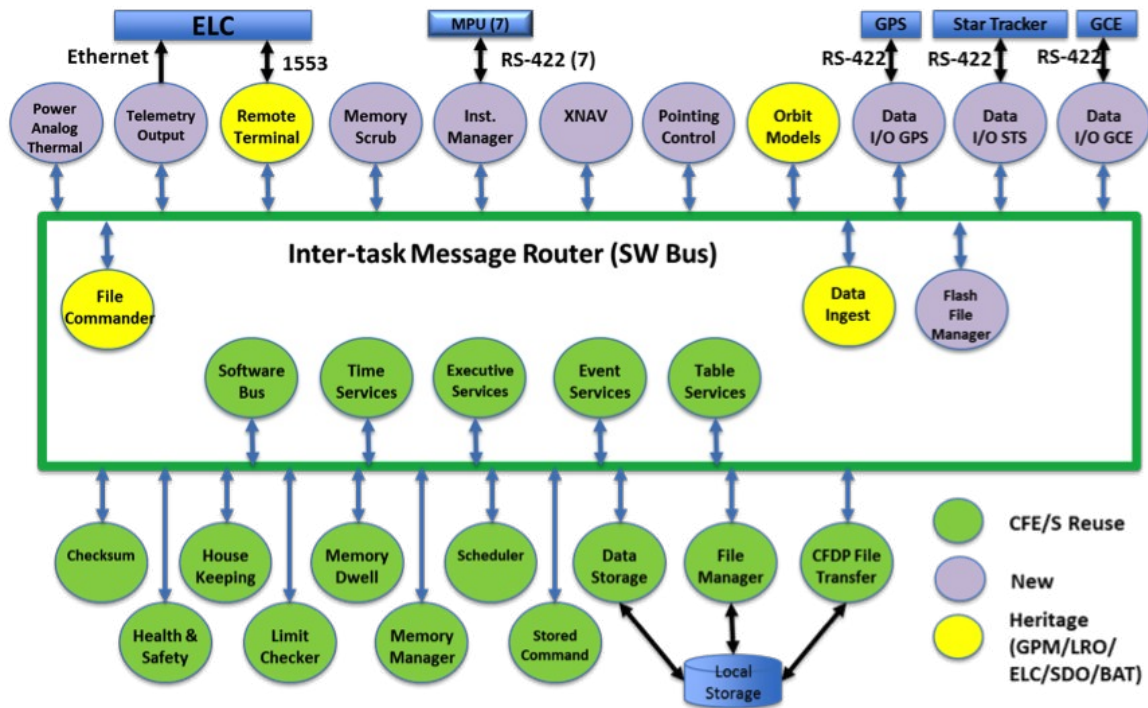 ELC
MPU (7)
GPS
Star Tracker
GCE
Ethernet
1553
RS-422 (7)
RS-422
RS-422
RS-422
Power
Analog
Thermal
Telemetry
Output
Remote
Terminal
Memory
Scrub
Inst.
Manager
XNAV
Pointing
Control
Orbit
Models
Data
I/O GPS
Data
I/O STS
Data
I/O GCE
Inter-task Message Router (SW Bus)
File
Commander
Data
Ingest
Flash
File
Manager
Software
Bus
Time
Services
Executive
Services
Event
Services
Table
Services
Checksum
House
Keeping
Memory
Dwell
Scheduler
Data
Storage
File
Manager
CFDP File
Transfer
Health &
Safety
Limit
Checker
Memory
Manager
Stored
Command
Local
Storage
CFE/S Reuse
New
Heritage
(GPM/LRO/
ELC/SDO/BAT)